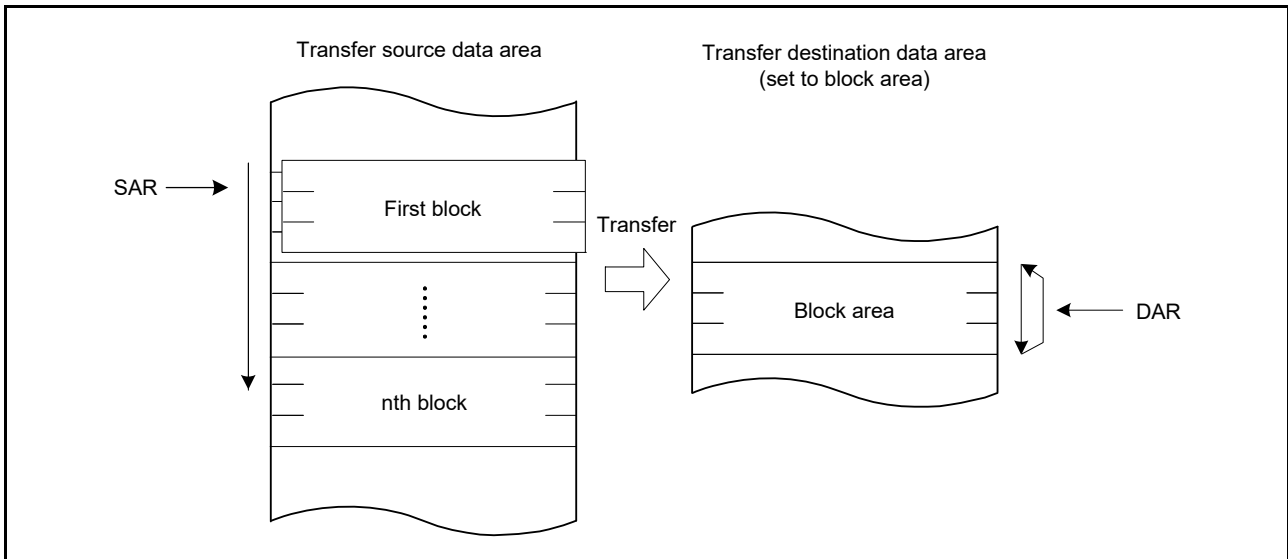 Transfer source data area
Transfer destination data area
(set to block area)
SAR
First block
Transfer
Block area
DAR
nth block